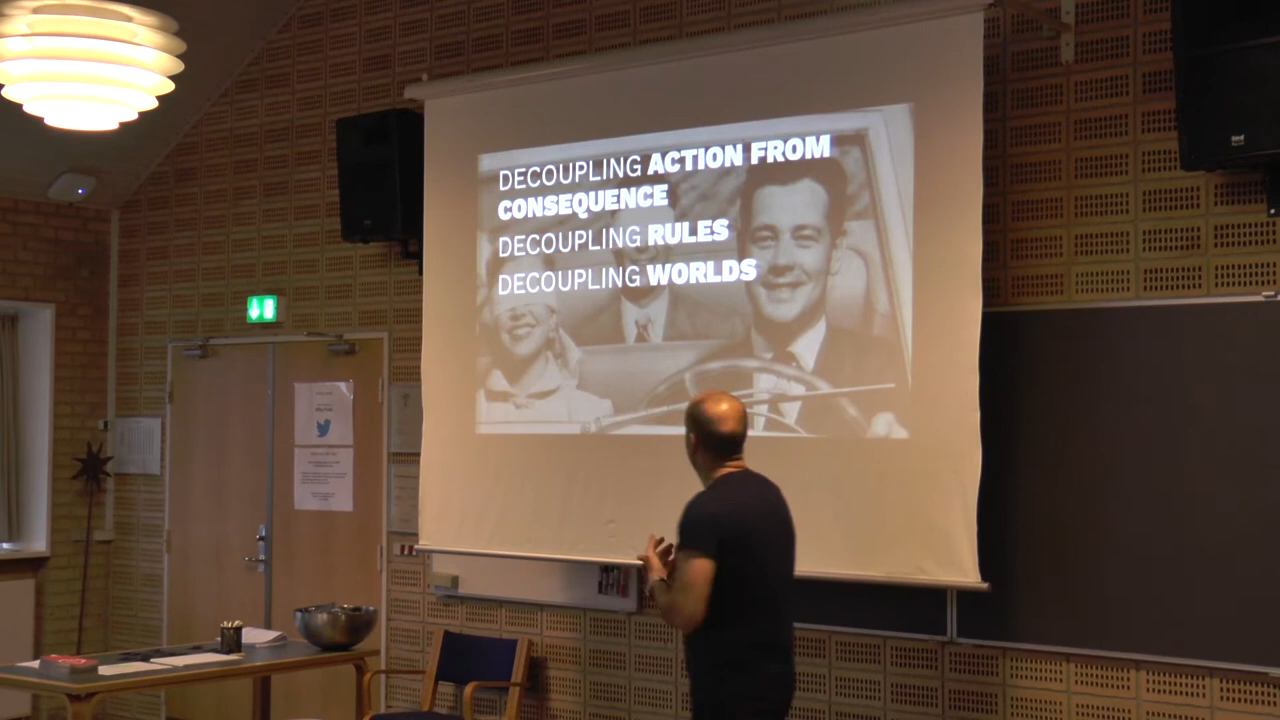 DECOUPLING ACTION FROM
CONSEQUENCE
DECOUPLING RULES
DECOUPLING WORLDS